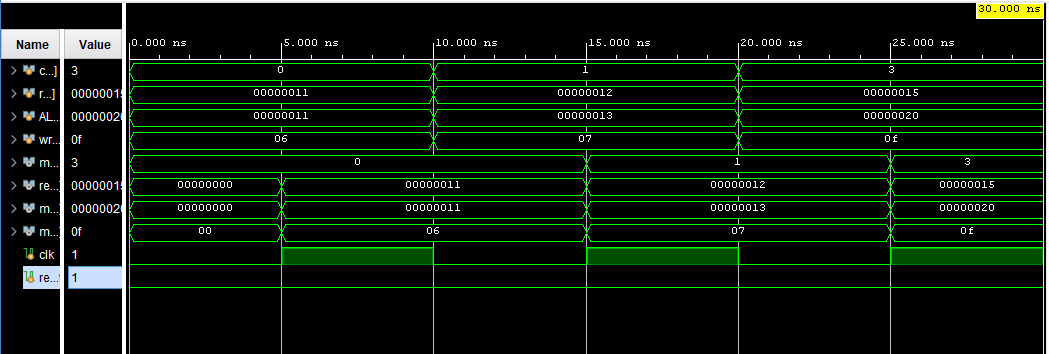 30.000 ns
Name Value 0.000 ns 5.000 ns 10.000 ns 15.000 ns 20.000 ns 25.000 ns
c...] 3 0 1 3
r...] 00000015 00000011 00000012 00000015
AL... 00000020 00000011 00000013 00000020
wr... 0f 06 07 0f
m... 3 0 1 3
re... 00000015 00000000 00000011 00000012 00000015
m... 00000020 00000000 00000011 00000013 00000020
m... 0f 00 06 07 0f
clk 1
re... 1